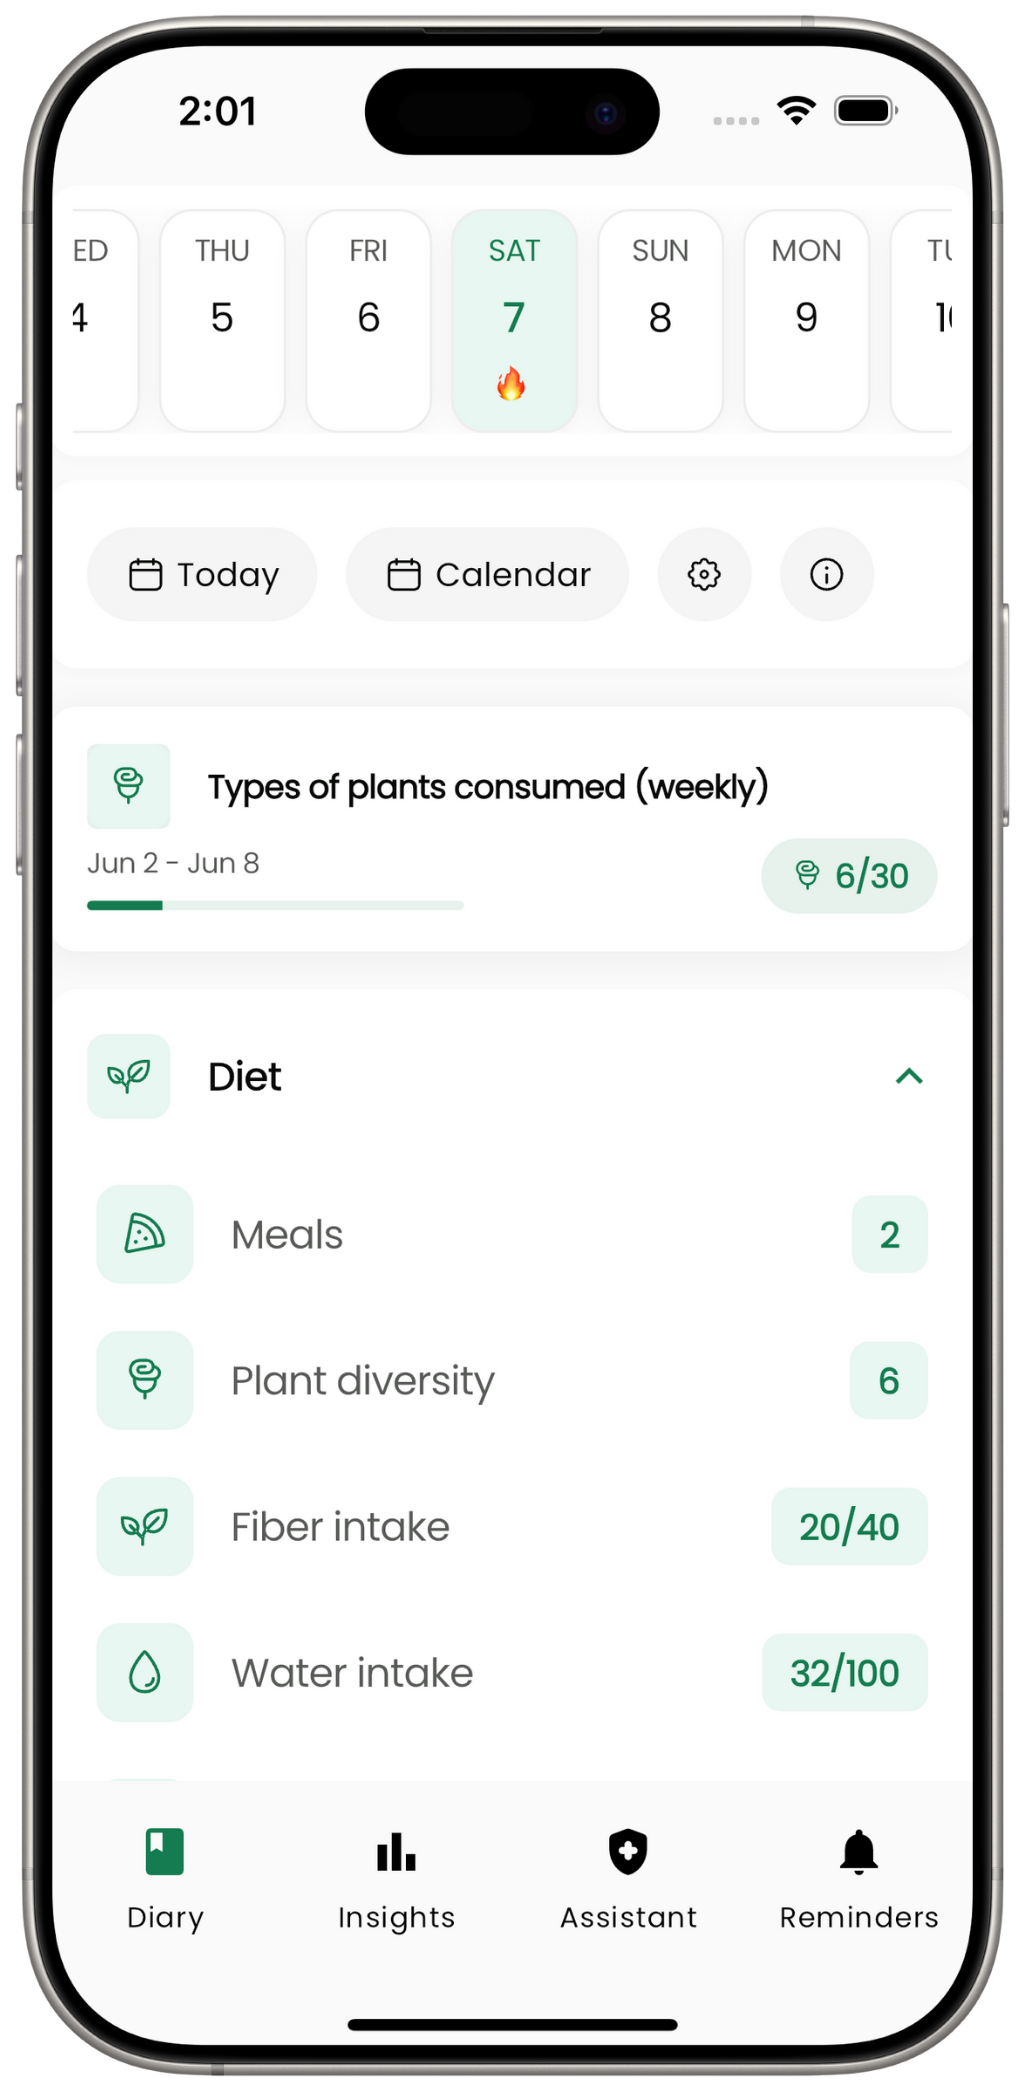 2:01
ED THU FRI SAT SUN MON TU
4 5 6 7 8 9 10
Today Calendar
Types of plants consumed (weekly)
Jun 2 - Jun 8
6/30
Diet
Meals 2
Plant diversity 6
Fiber intake 20/40
Water intake 32/100
Diary Insights Assistant Reminders